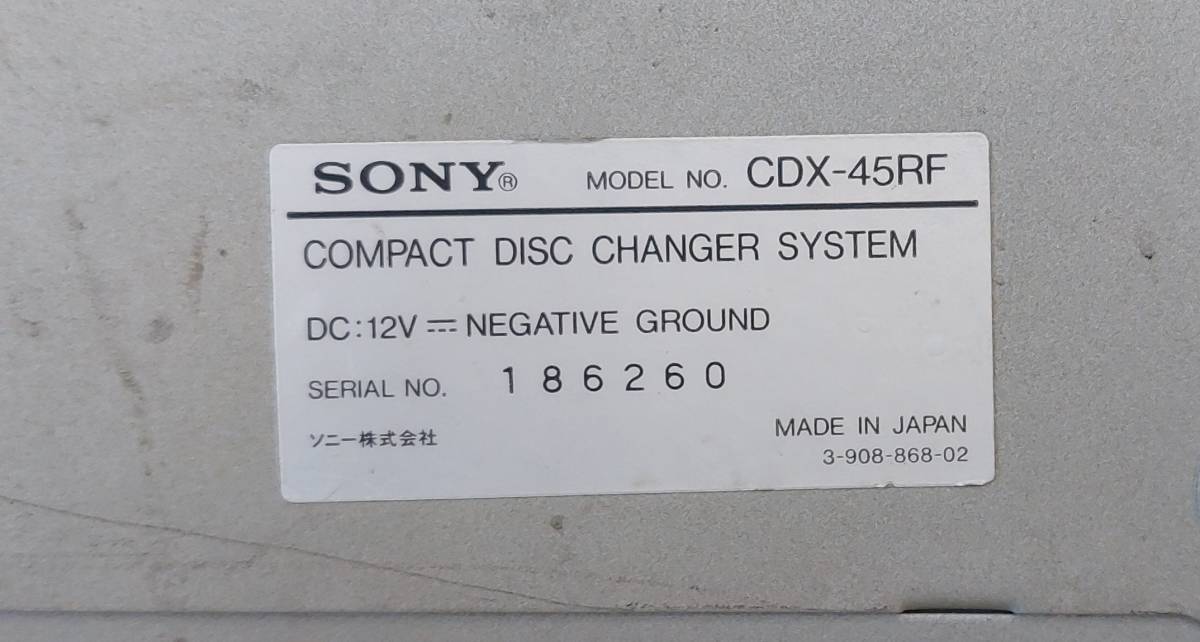 SONY® MODEL NO. CDX-45RF
COMPACT DISC CHANGER SYSTEM
DC:12V ⎓ NEGATIVE GROUND
SERIAL NO. 186260
ソニー株式会社 MADE IN JAPAN
3-908-868-02